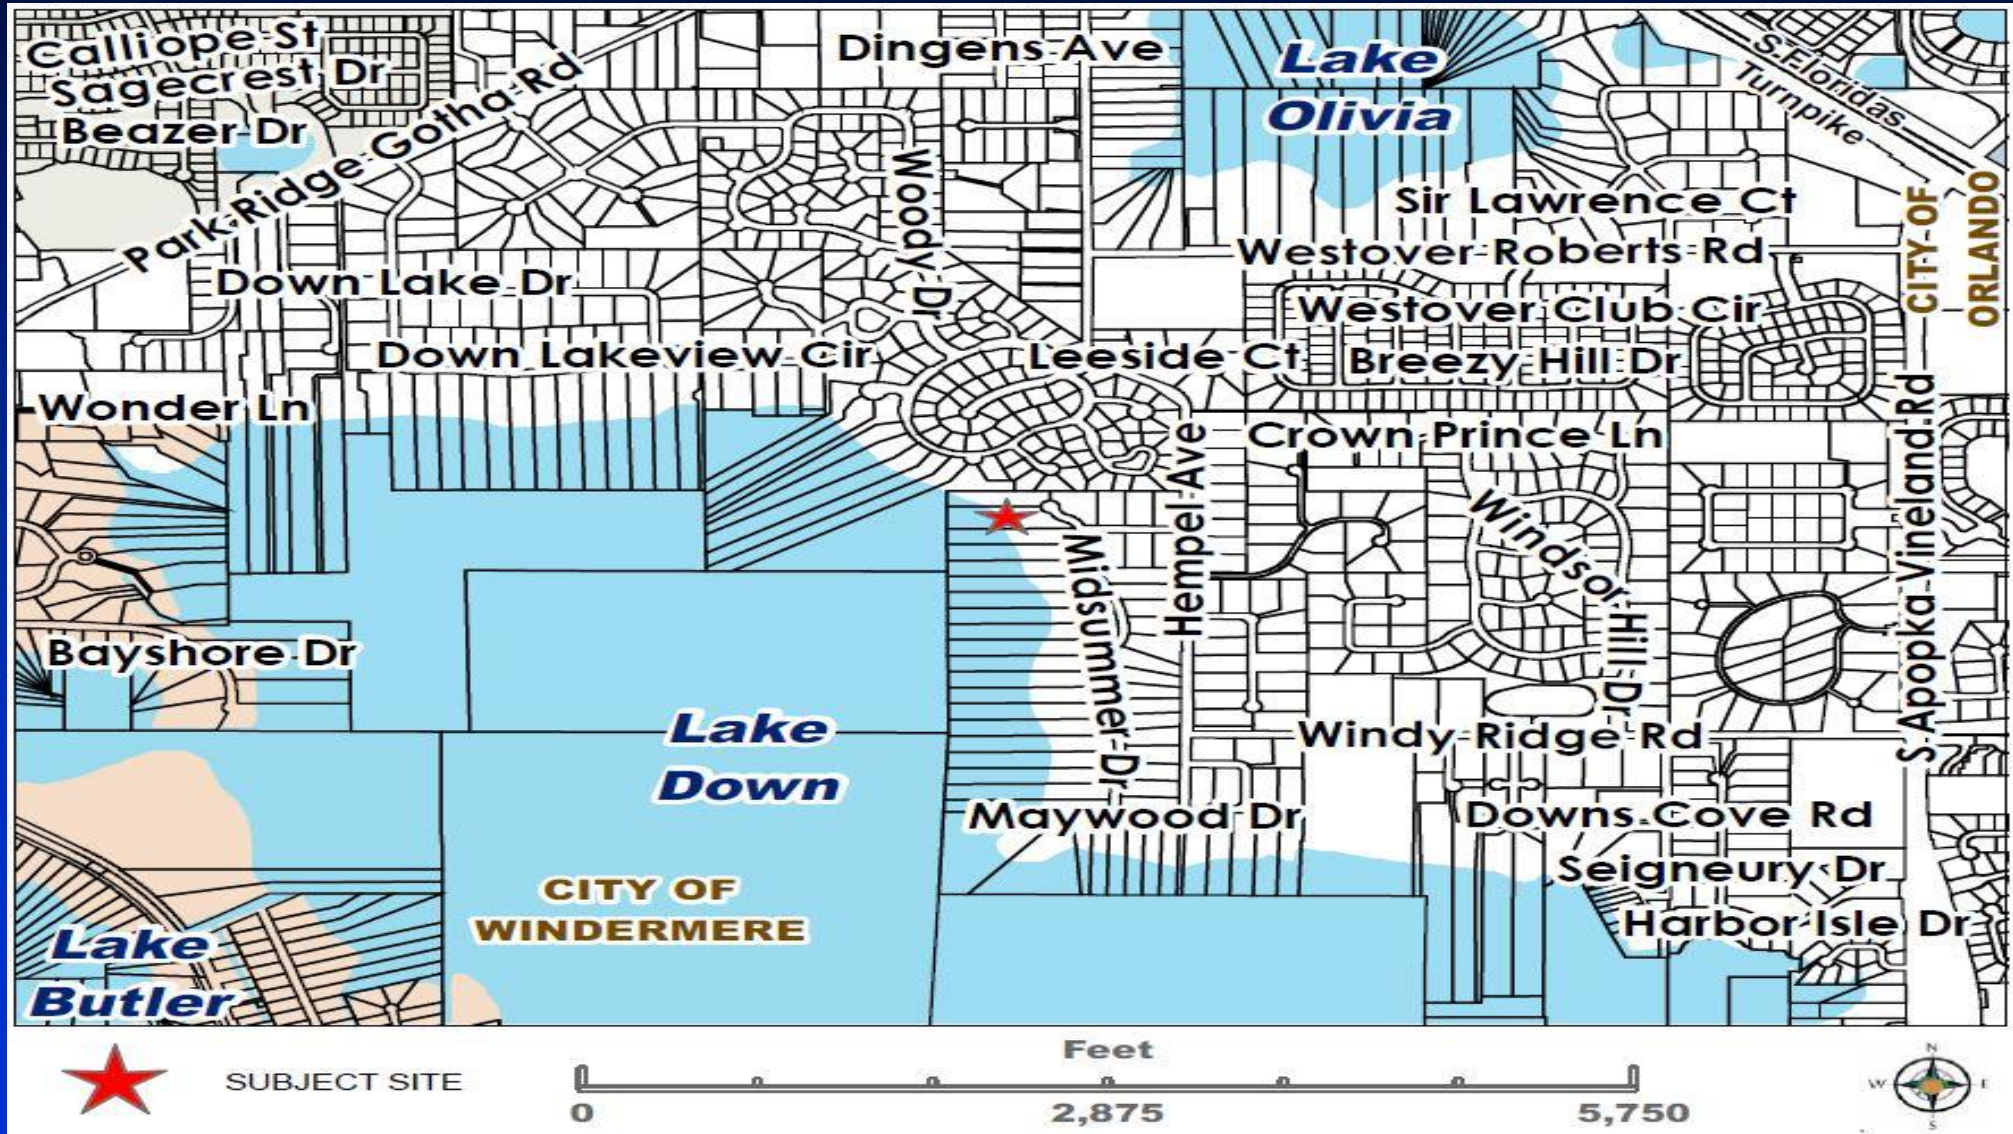 Calliope St
Sagecrest Dr
Beazer Dr
Park Ridge Gotha Rd
Dingens Ave
Lake
Olivia
S Floridas
Turnpike
Woody Dr
Sir Lawrence Ct
CITY OF
ORLANDO
Westover Roberts Rd
Down Lake Dr
Westover Club Cir
Down Lakeview Cir
Leeside Ct
Breezy Hill Dr
Wonder Ln
Crown Prince Ln
Hempel Ave
S Apopka Vineland Rd
Windsor Hill Dr
Midsummer Dr
Bayshore Dr
Lake
Down
Windy Ridge Rd
Maywood Dr
Downs Cove Rd
Seigneury Dr
CITY OF
WINDERMERE
Harbor Isle Dr
Lake
Butler
SUBJECT SITE
Feet
0 2,875 5,750
N
W E
S